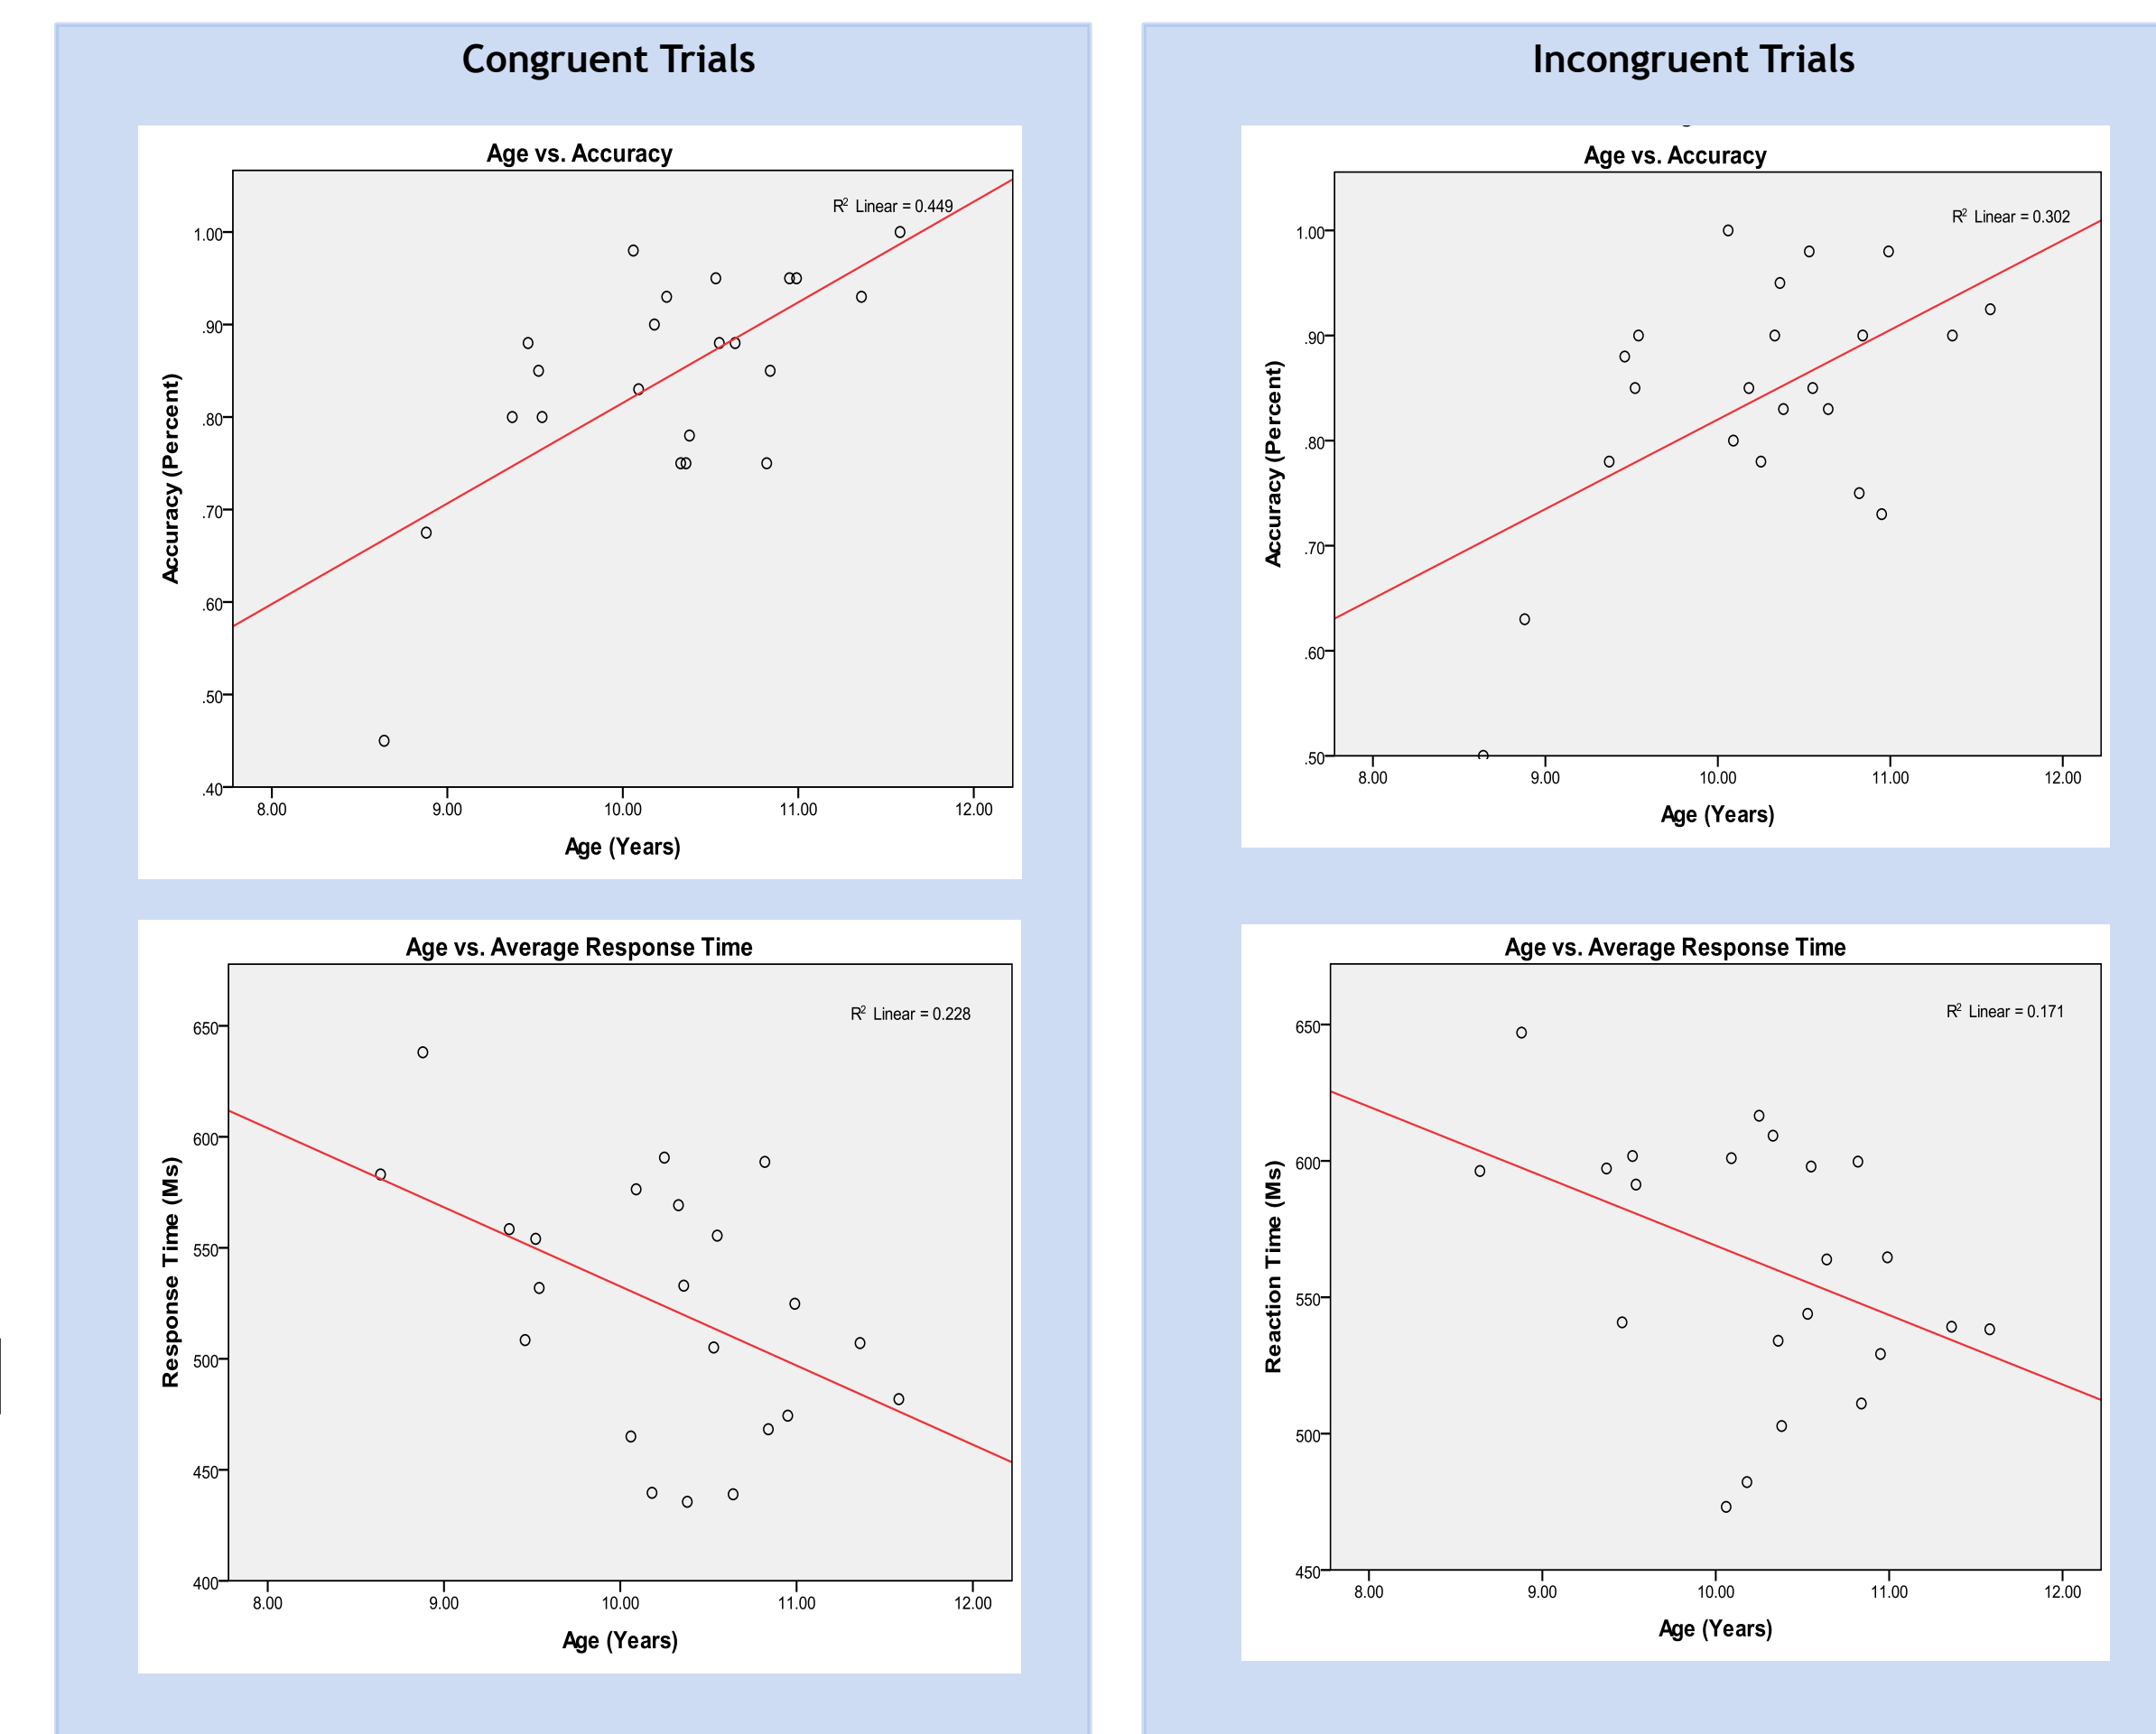 Congruent Trials
Age vs. Accuracy
R² Linear = 0.449
1.00
.90
.80
.70
.60
.50
.40
Accuracy (Percent)
8.00 9.00 10.00 11.00 12.00
Age (Years)
Age vs. Average Response Time
R² Linear = 0.228
650
600
550
500
450
400
Response Time (Ms)
8.00 9.00 10.00 11.00 12.00
Age (Years)
Incongruent Trials
Age vs. Accuracy
R² Linear = 0.302
1.00
.90
.80
.70
.60
.50
Accuracy (Percent)
8.00 9.00 10.00 11.00 12.00
Age (Years)
Age vs. Average Response Time
R² Linear = 0.171
650
600
550
500
450
Reaction Time (Ms)
8.00 9.00 10.00 11.00 12.00
Age (Years)